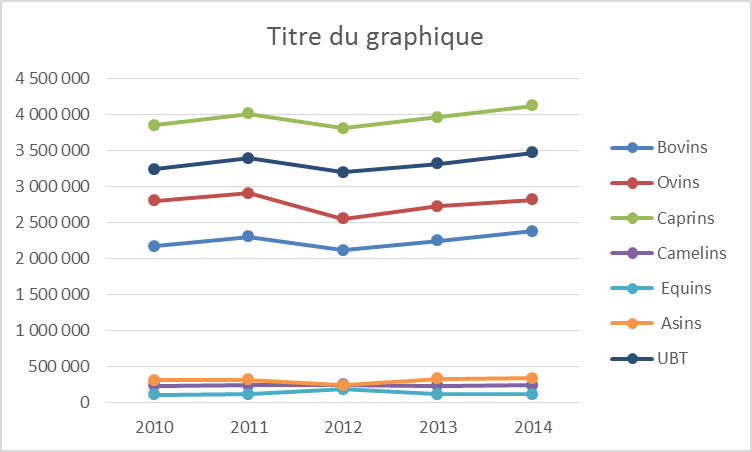 Titre du graphique
4 500 000
4 000 000
3 500 000
3 000 000
2 500 000
2 000 000
1 500 000
1 000 000
500 000
0
2010 2011 2012 2013 2014
Bovins
Ovins
Caprins
Camelins
Equins
Asins
UBT